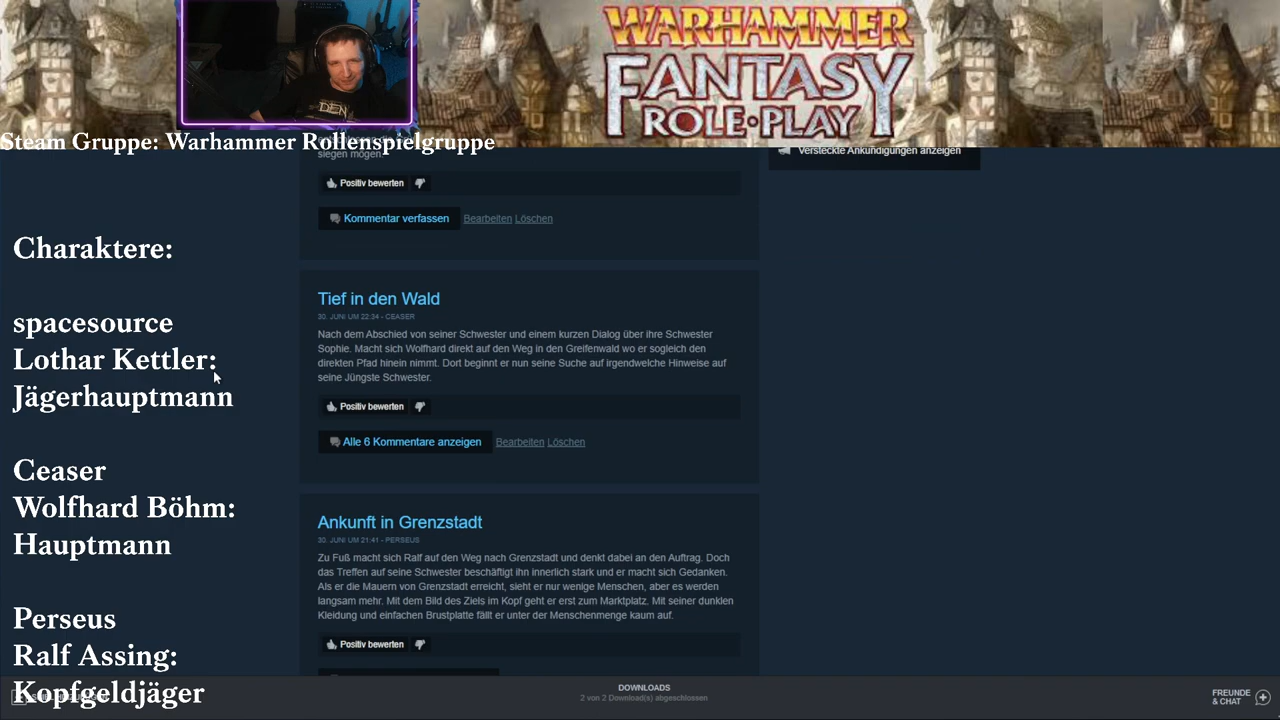 WARHAMMER
FANTASY
ROLE·PLAY
DEN
Steam Gruppe: Warhammer Rollenspielgruppe
siegen mögen.
Versteckte Ankündigungen anzeigen
Positiv bewerten
Kommentar verfassen Bearbeiten Löschen
Charaktere:
spacesource
Lothar Kettler:
Jägerhauptmann
Ceaser
Wolfhard Böhm:
Hauptmann
Perseus
Ralf Assing:
Kopfgeldjäger
Tief in den Wald
30. JUNI UM 22:34 - CEASER
Nach dem Abschied von seiner Schwester und einem kurzen Dialog über ihre Schwester
Sophie. Macht sich Wolfhard direkt auf den Weg in den Greifenwald wo er sogleich den
direkten Pfad hinein nimmt. Dort beginnt er nun seine Suche auf irgendwelche Hinweise auf
seine Jüngste Schwester.
Positiv bewerten
Alle 6 Kommentare anzeigen Bearbeiten Löschen
Ankunft in Grenzstadt
30. JUNI UM 21:41 - PERSEUS
Zu Fuß macht sich Ralf auf den Weg nach Grenzstadt und denkt dabei an den Auftrag. Doch
das Treffen auf seine Schwester beschäftigt ihn innerlich stark und er macht sich Gedanken.
Als er die Mauern von Grenzstadt erreicht, sieht er nur wenige Menschen, aber es werden
langsam mehr. Mit dem Bild des Ziels im Kopf geht er erst zum Marktplatz. Mit seiner dunklen
Kleidung und einfachen Brustplatte fällt er unter der Menschenmenge kaum auf.
Positiv bewerten
DOWNLOADS
2 von 2 Download(s) abgeschlossen
FREUNDE
& CHAT